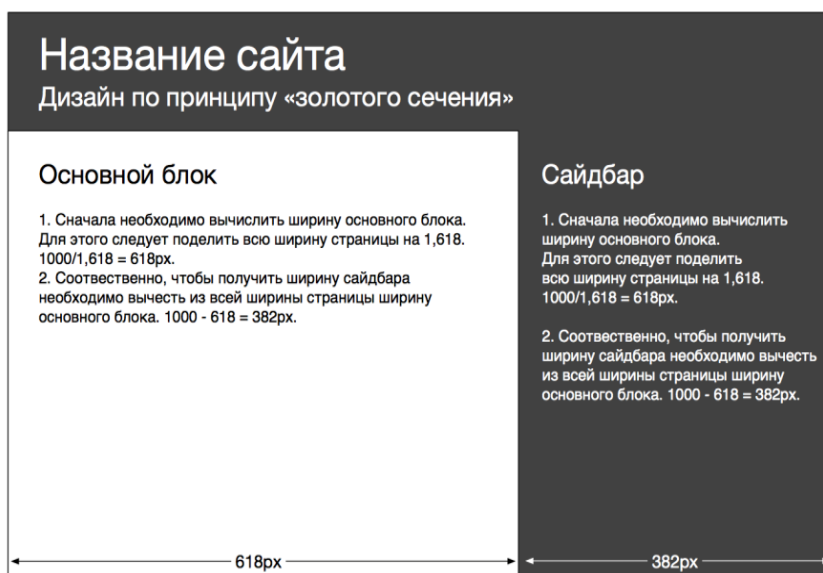 Название сайта
Дизайн по принципу «золотого сечения»
Основной блок
1. Сначала необходимо вычислить ширину основного блока.
Для этого следует поделить всю ширину страницы на 1,618.
1000/1,618 = 618px.
2. Соотвественно, чтобы получить ширину сайдбара
необходимо вычесть из всей ширины страницы ширину
основного блока. 1000 - 618 = 382px.
618px
Сайдбар
1. Сначала необходимо вычислить
ширину основного блока.
Для этого следует поделить
всю ширину страницы на 1,618.
1000/1,618 = 618px.
2. Соотвественно, чтобы получить
ширину сайдбара необходимо вычесть
из всей ширины страницы ширину
основного блока. 1000 - 618 = 382px.
382px